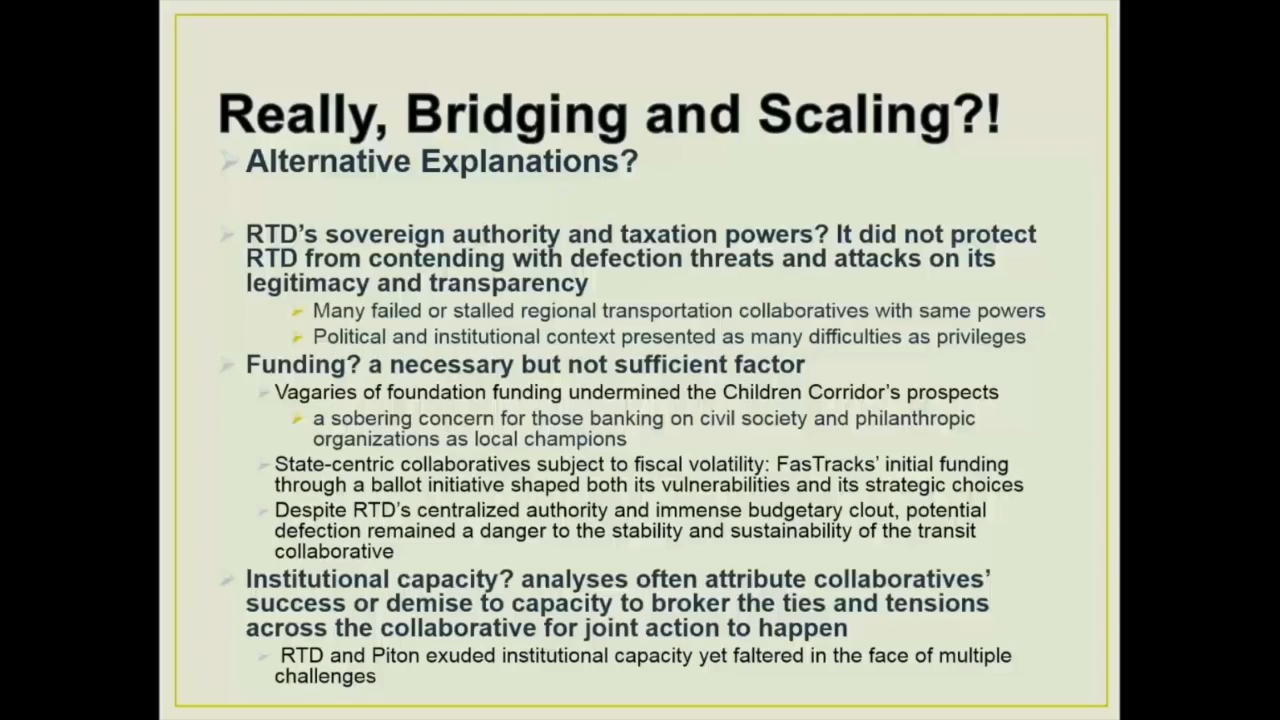 Really, Bridging and Scaling?!
Alternative Explanations?
RTD's sovereign authority and taxation powers? It did not protect
RTD from contending with defection threats and attacks on its
legitimacy and transparency
Many failed or stalled regional transportation collaboratives with same powers
Political and institutional context presented as many difficulties as privileges
Funding? a necessary but not sufficient factor
Vagaries of foundation funding undermined the Children Corridor's prospects
a sobering concern for those banking on civil society and philanthropic
organizations as local champions
State-centric collaboratives subject to fiscal volatility: FasTracks' initial funding
through a ballot initiative shaped both its vulnerabilities and its strategic choices
Despite RTD's centralized authority and immense budgetary clout, potential
defection remained a danger to the stability and sustainability of the transit
collaborative
Institutional capacity? analyses often attribute collaboratives'
success or demise to capacity to broker the ties and tensions
across the collaborative for joint action to happen
RTD and Piton exuded institutional capacity yet faltered in the face of multiple
challenges